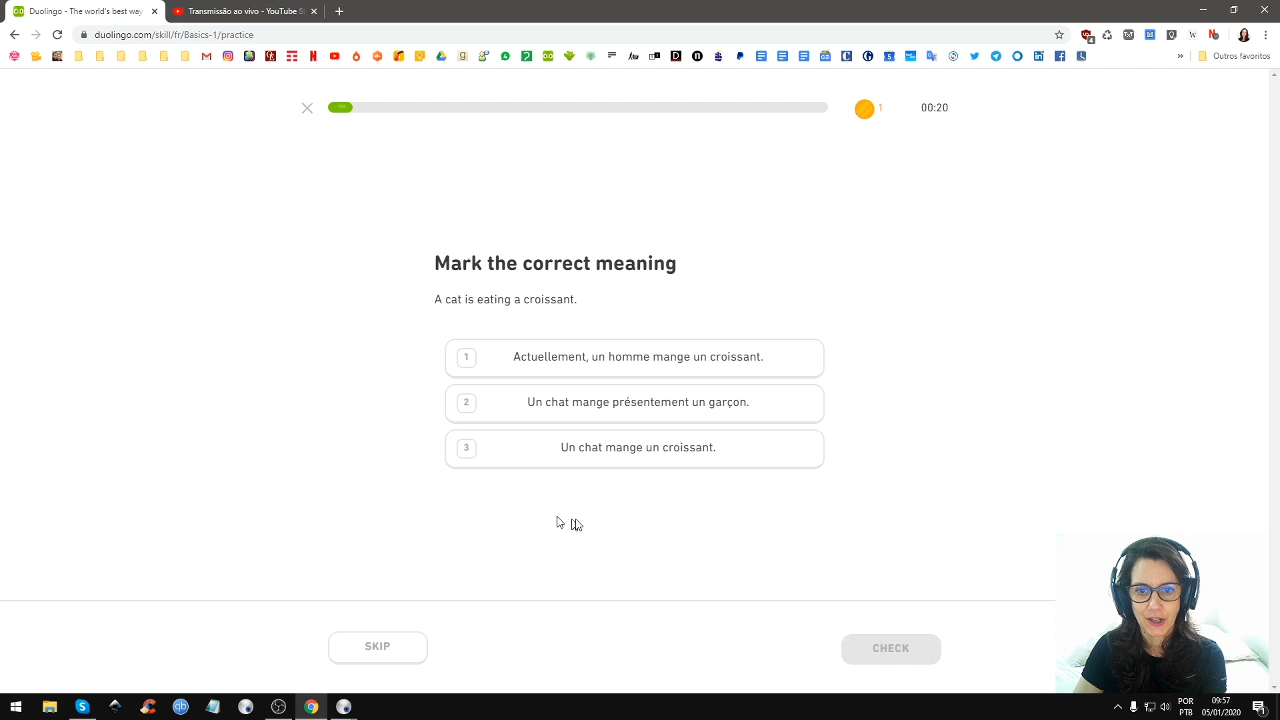 Duolingo - The world's best way
Transmissão ao vivo - YouTube S
duolingo.com/skill/fr/Basics-1/practice
Outros favoritos
1
00:20
Mark the correct meaning
A cat is eating a croissant.
1 Actuellement, un homme mange un croissant.
2 Un chat mange présentement un garçon.
3 Un chat mange un croissant.
SKIP
CHECK
POR
PTB
09:57
05/01/2020